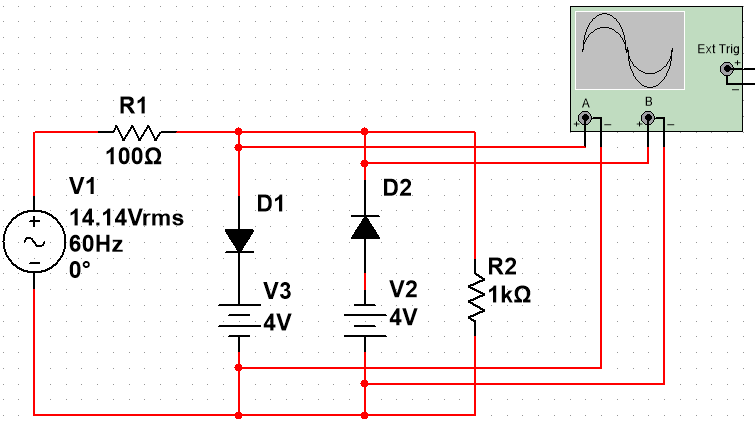 Ext Trig
+
−
A
B
+ −
+ −
R1
100Ω
V1
+
14.14Vrms
60Hz
0°
−
D1
D2
V3
4V
V2
4V
R2
1kΩ